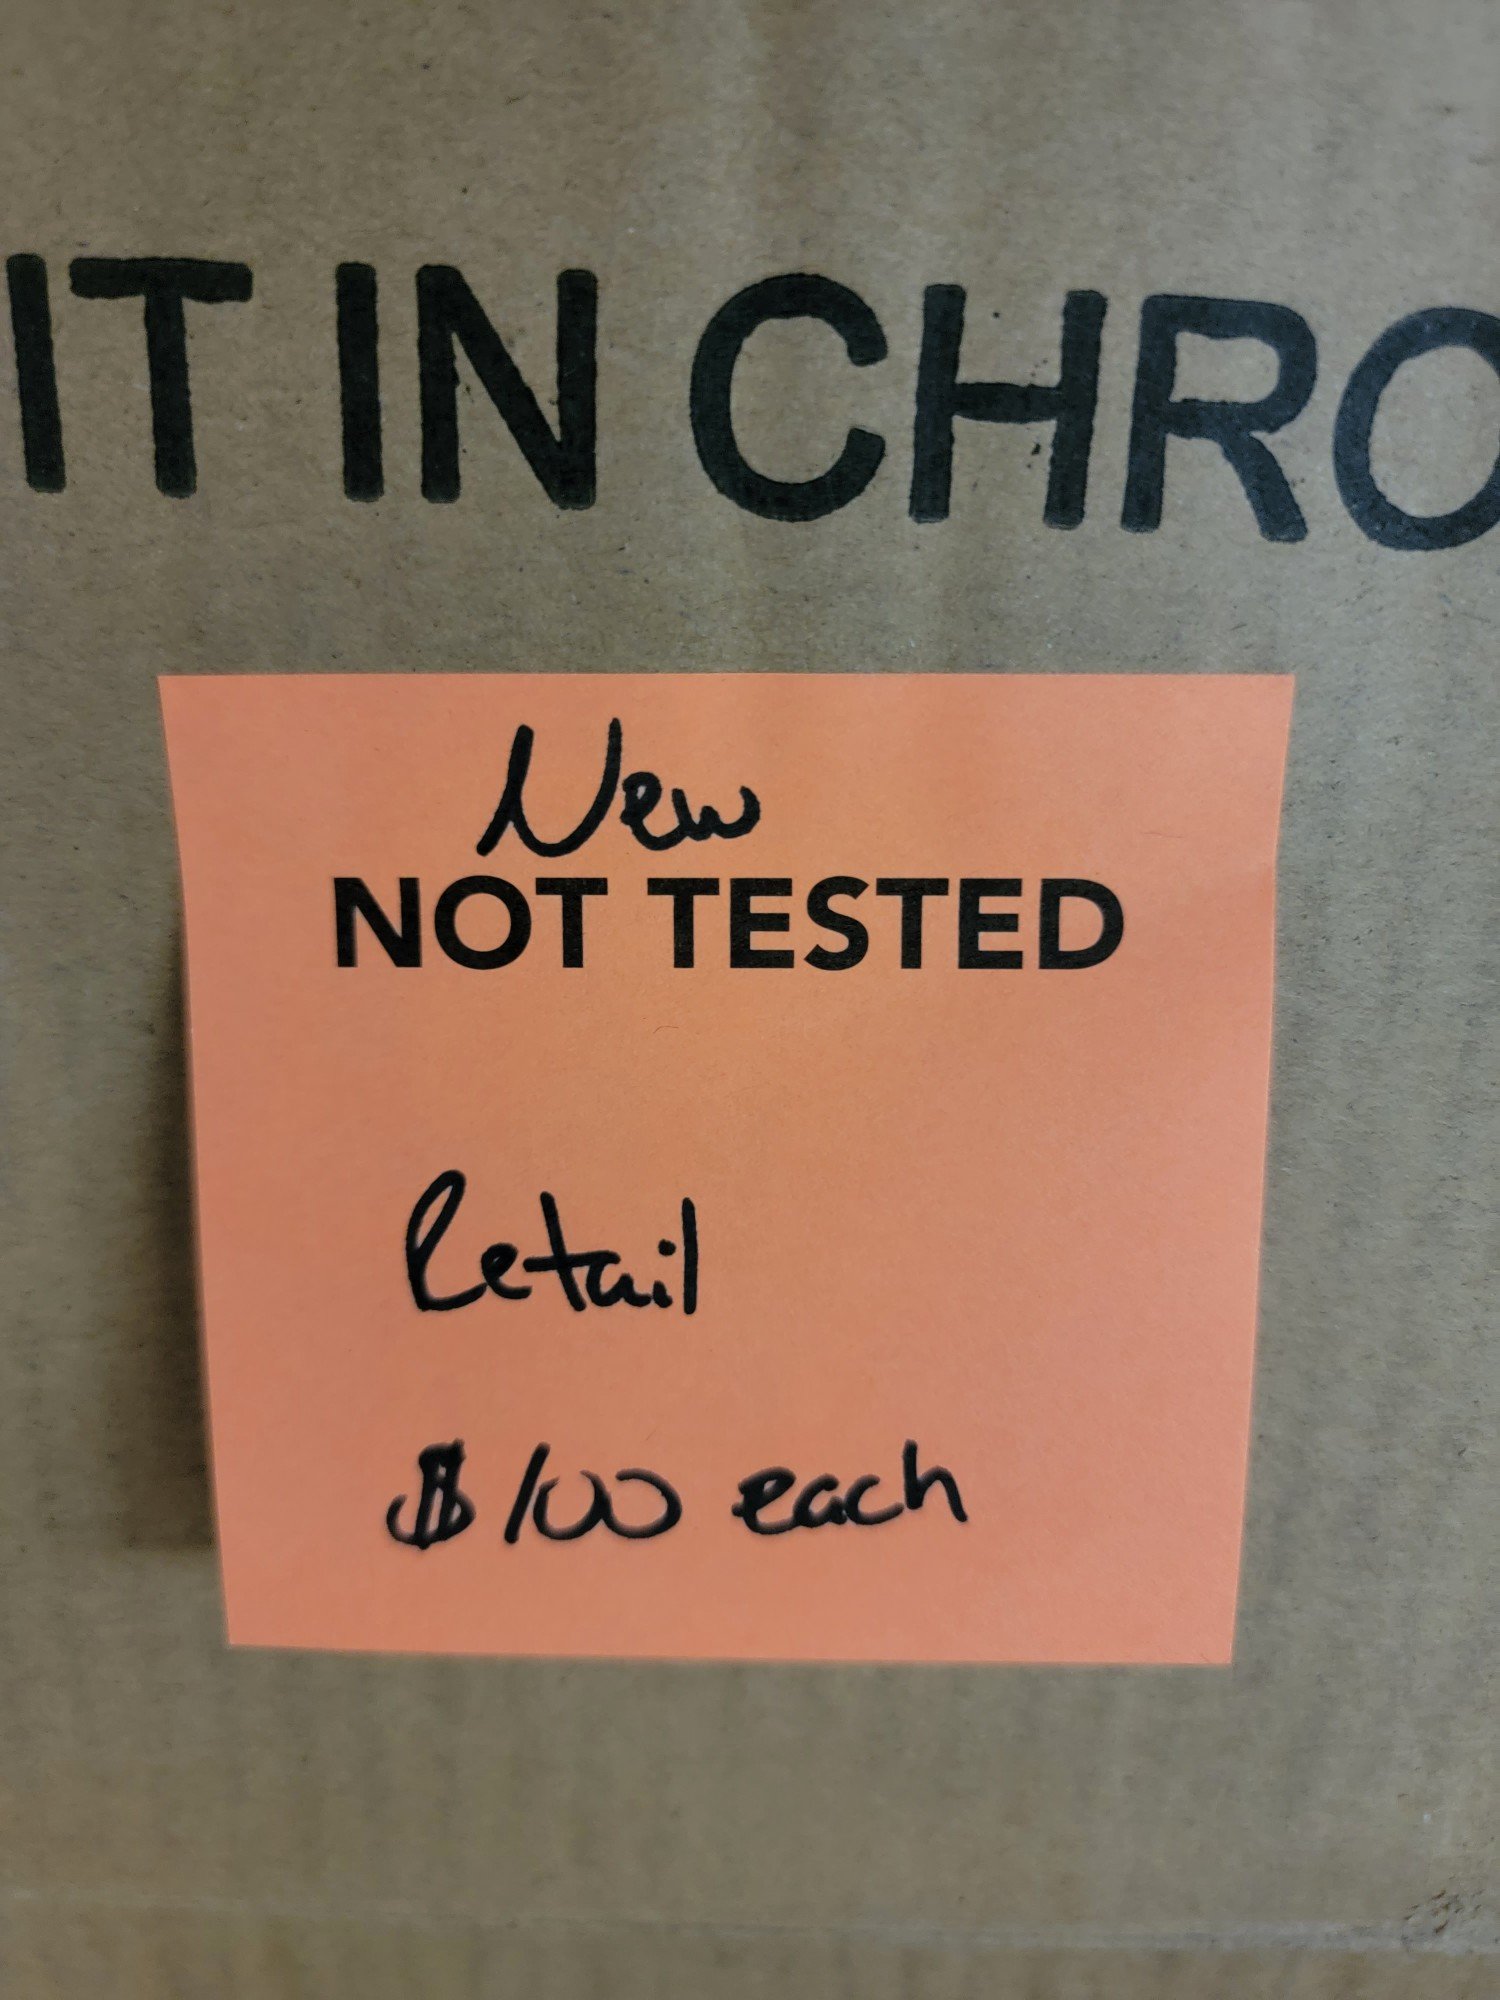 IT IN CHRO
New
NOT TESTED
Retail
$100 each